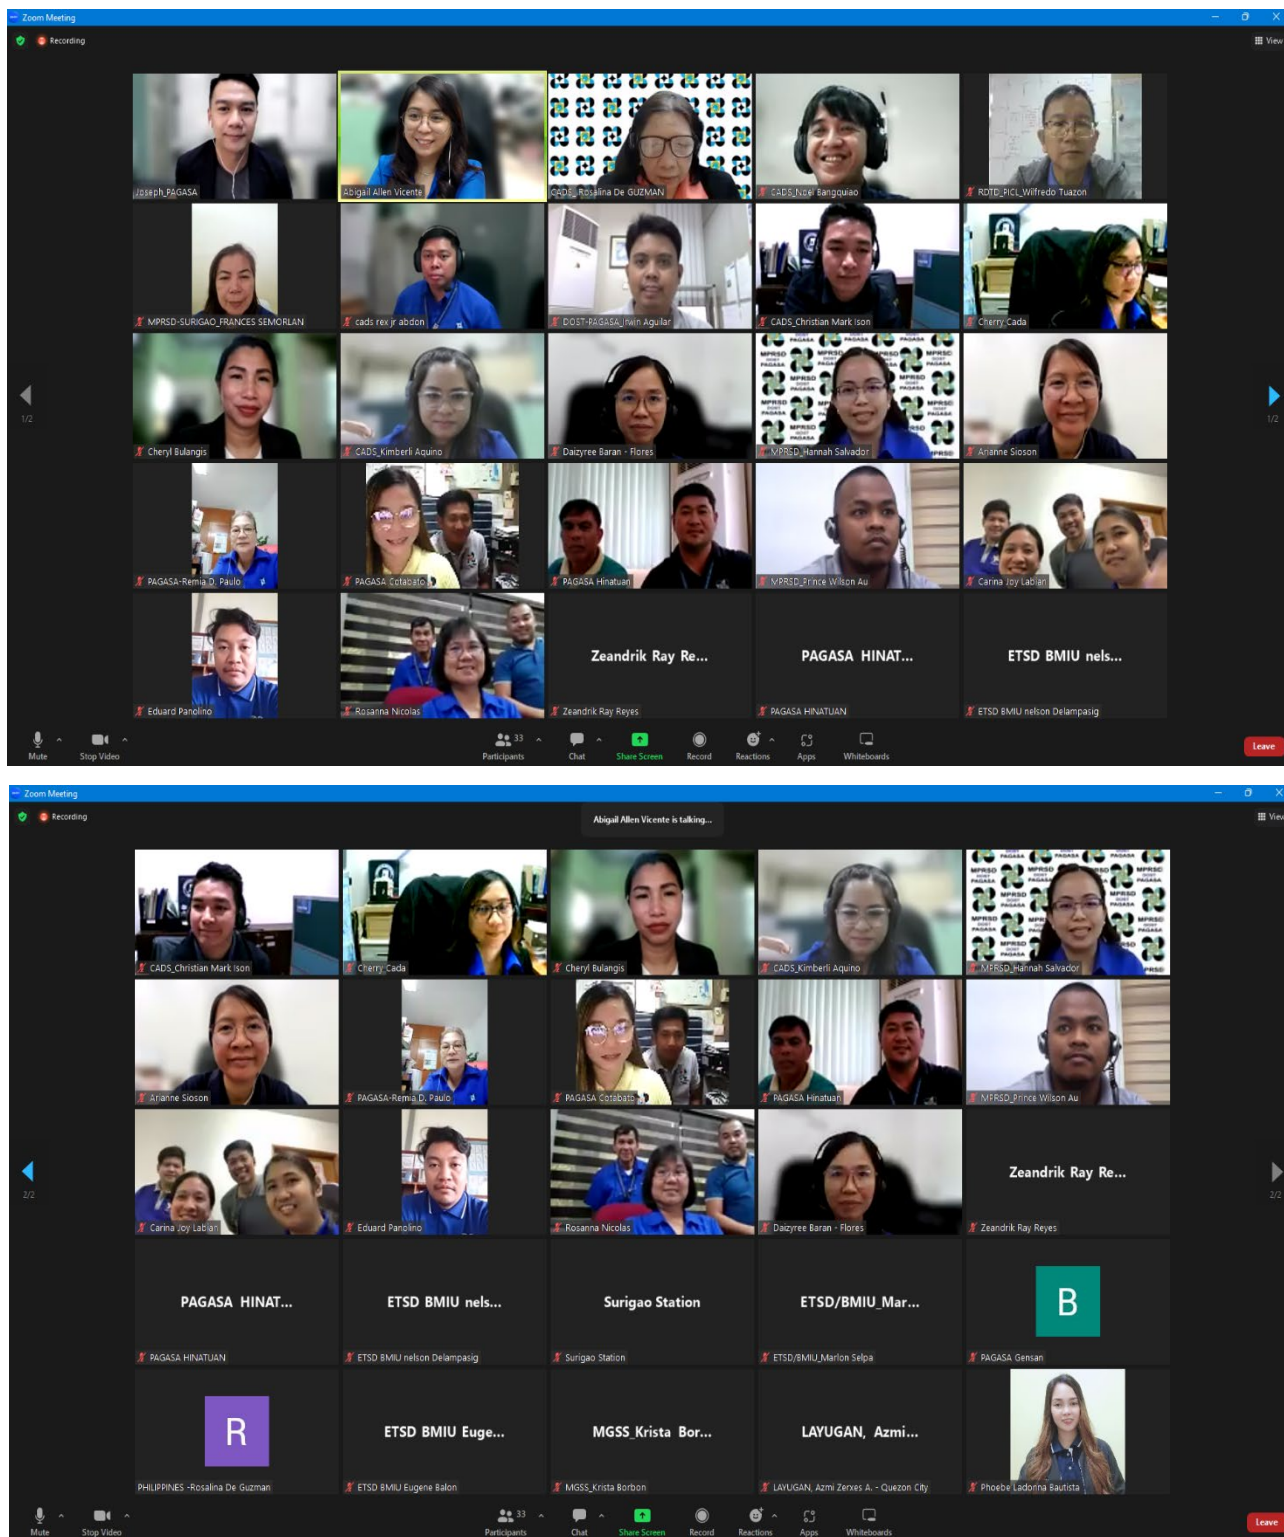 Zoom Meeting
Recording
View
Joseph_PAGASA
Abigail Allen Vicente
CADS_ Rosalina De GUZMAN
CADS_Noel Bangquiao
RDTD_PICL_Wilfredo Tuazon
MPRSD-SURIGAO_FRANCES SEMORLAN
cads rex jr abdon
DOST-PAGASA_Irwin Aguilar
CADS_Christian Mark Ison
Cherry Cada
1/2
1/2
Cheryl Bulangis
CADS_Kimberli Aquino
Daizyree Baran - Flores
MPRSD_Hannah Salvador
Arianne Sioson
PAGASA-Remia D. Paulo
PAGASA Cotabato
PAGASA Hinatuan
MPRSD_Prince Wilson Au
Carina Joy Labian
Zeandrik Ray Re...
PAGASA HINAT...
ETSD BMIU nels...
Eduard Panolino
Rosanna Nicolas
Zeandrik Ray Reyes
PAGASA HINATUAN
ETSD BMIU nelson Delampasig
Mute
Stop Video
33
Participants
Chat
Share Screen
Record
Reactions
Apps
Whiteboards
Leave
Zoom Meeting
Recording
Abigail Allen Vicente is talking...
View
CADS_Christian Mark Ison
Cherry Cada
Cheryl Bulangis
CADS_Kimberli Aquino
MPRSD_Hannah Salvador
Arianne Sioson
PAGASA-Remia D. Paulo
PAGASA Cotabato
PAGASA Hinatuan
MPRSD_Prince Wilson Au
2/2
2/2
Zeandrik Ray Re...
Carina Joy Labian
Eduard Panolino
Rosanna Nicolas
Daizyree Baran - Flores
Zeandrik Ray Reyes
PAGASA HINAT...
ETSD BMIU nels...
Surigao Station
ETSD/BMIU_Mar...
B
PAGASA HINATUAN
ETSD BMIU nelson Delampasig
Surigao Station
ETSD/BMIU_Marlon Selpa
PAGASA Gensan
R
ETSD BMIU Euge...
MGSS_Krista Bor...
LAYUGAN, Azmi...
PHILIPPINES -Rosalina De Guzman
ETSD BMIU Eugene Balon
MGSS_Krista Borbon
LAYUGAN, Azmi Zerxes A. - Quezon City
Phoebe Ladonna Bautista
Mute
Stop Video
33
Participants
Chat
Share Screen
Record
Reactions
Apps
Whiteboards
Leave